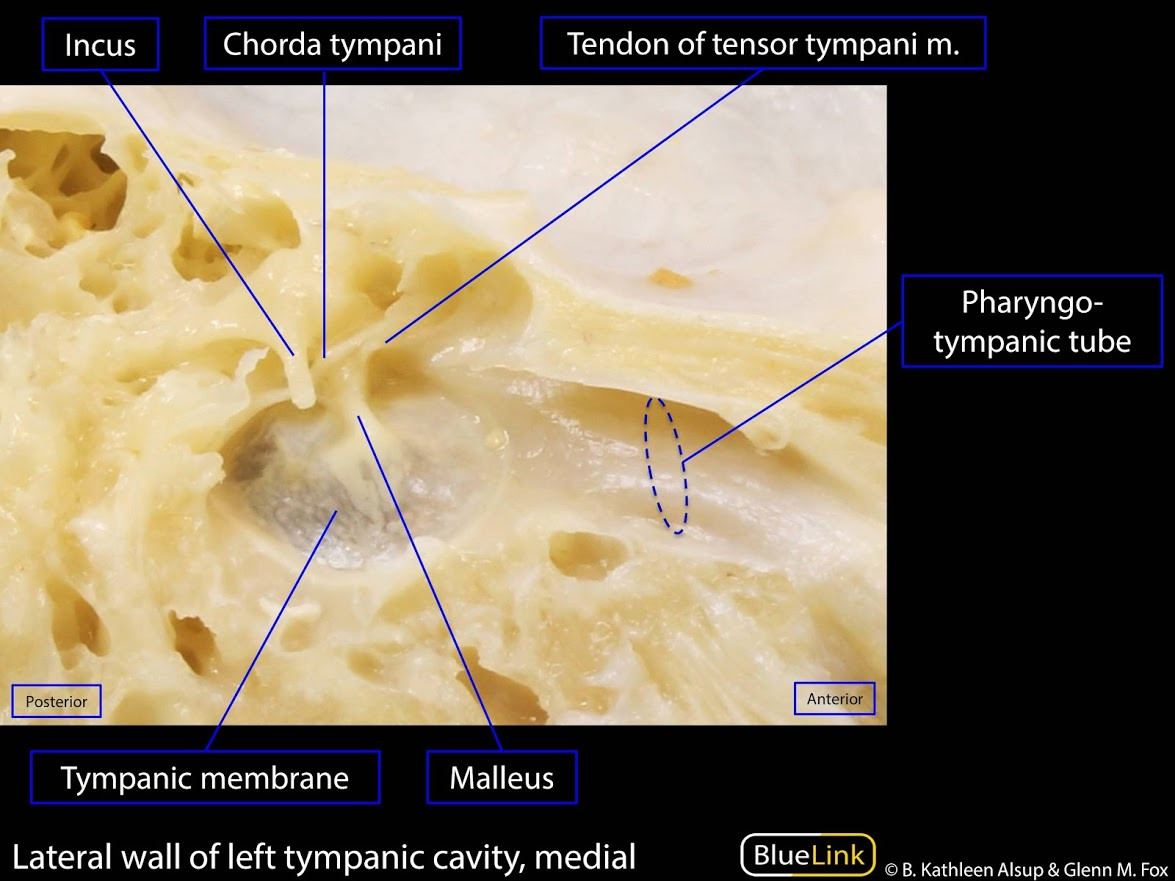 Incus
Chorda tympani
Tendon of tensor tympani m.
Pharyngo-
tympanic tube
Posterior
Anterior
Tympanic membrane
Malleus
Lateral wall of left tympanic cavity, medial
BlueLink
© B. Kathleen Alsup & Glenn M. Fox